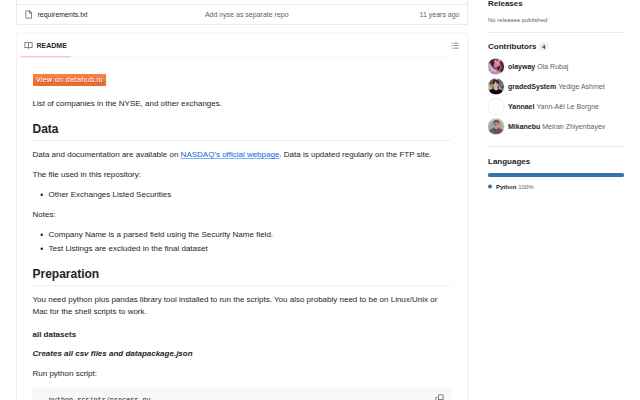 requirements.txt
Add nyse as separate repo
11 years ago
README
view on datahub.io
List of companies in the NYSE, and other exchanges.
Data
Data and documentation are available on NASDAQ's official webpage. Data is updated regularly on the FTP site.
The file used in this repository:
• Other Exchanges Listed Securities
Notes:
• Company Name is a parsed field using the Security Name field.
• Test Listings are excluded in the final dataset
Preparation
You need python plus pandas library tool installed to run the scripts. You also probably need to be on Linux/Unix or
Mac for the shell scripts to work.
all datasets
Creates all csv files and datapackage.json
Run python script:
python scripts/process.py
Releases
No releases published
Contributors 4
olayway Ola Rubaj
gradedSystem Yedige Ashmet
Yannael Yann-Aël Le Borgne
Mikanebu Meiran Zhiyenbayev
Languages
Python 100%